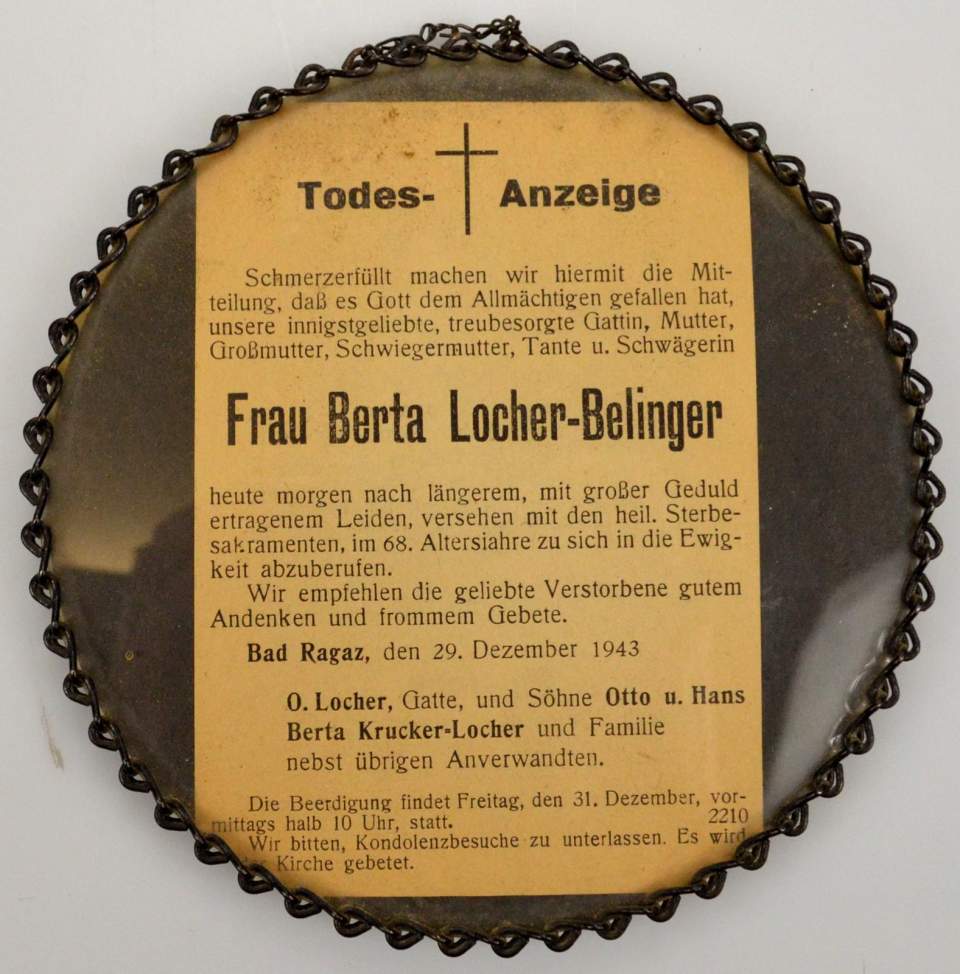 Todes- Anzeige
Schmerzerfüllt machen wir hiermit die Mit-
teilung, daß es Gott dem Allmächtigen gefallen hat,
unsere innigstgeliebte, treubesorgte Gattin, Mutter,
Großmutter, Schwiegermutter, Tante u. Schwägerin
Frau Berta Locher-Belinger
heute morgen nach längerem, mit großer Geduld
ertragenem Leiden, versehen mit den heil. Sterbe-
sakramenten, im 68. Altersiahre zu sich in die Ewig-
keit abzuberufen.
Wir empfehlen die geliebte Verstorbene gutem
Andenken und frommem Gebete.
Bad Ragaz, den 29. Dezember 1943
O. Locher, Gatte, und Söhne Otto u. Hans
Berta Krucker-Locher und Familie
nebst übrigen Anverwandten.
Die Beerdigung findet Freitag, den 31. Dezember, vor-
mittags halb 10 Uhr, statt. 2210
Wir bitten, Kondolenzbesuche zu unterlassen. Es wird
Kirche gebetet.